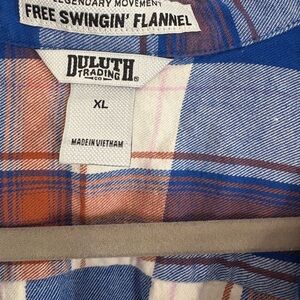 LEGENDARY MOVEMENT
FREE SWINGIN' FLANNEL
DULUTH
TRADING
CO
®
XL
MADE IN VIETNAM